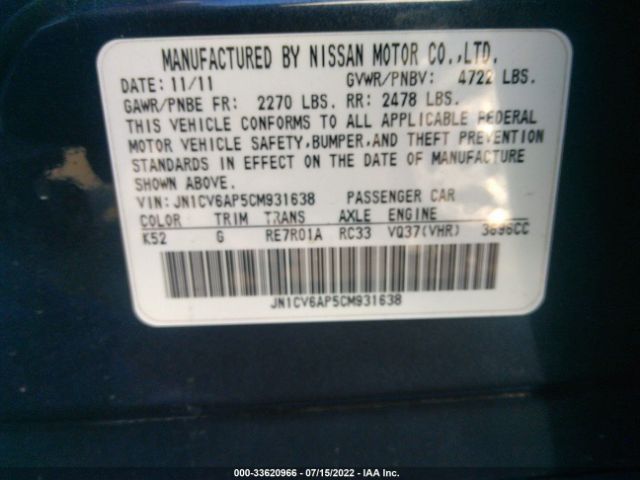 MANUFACTURED BY NISSAN MOTOR CO.,LTD.
DATE: 11/11 GVWR/PNBV: 4722 LBS.
GAWR/PNBE FR: 2270 LBS. RR: 2478 LBS.
THIS VEHICLE CONFORMS TO ALL APPLICABLE FEDERAL
MOTOR VEHICLE SAFETY,BUMPER,AND THEFT PREVENTION
STANDARDS IN EFFECT ON THE DATE OF MANUFACTURE
SHOWN ABOVE.
VIN: JN1CV6AP5CM931638 PASSENGER CAR
COLOR TRIM TRANS AXLE ENGINE
K52 G RE7R01A RC33 VQ37(VHR) 3696CC
JN1CV6AP5CM931638
000-33620966 - 07/15/2022 - IAA Inc.